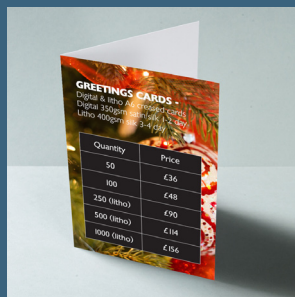 GREETINGS CARDS -
Digital & litho A6 creased cards
Digital 350gsm satin/silk 1-2 day
Litho 400gsm silk 3-4 day
Quantity Price
50 £36
100 £48
250 (litho) £90
500 (litho) £114
1000 (litho) £156